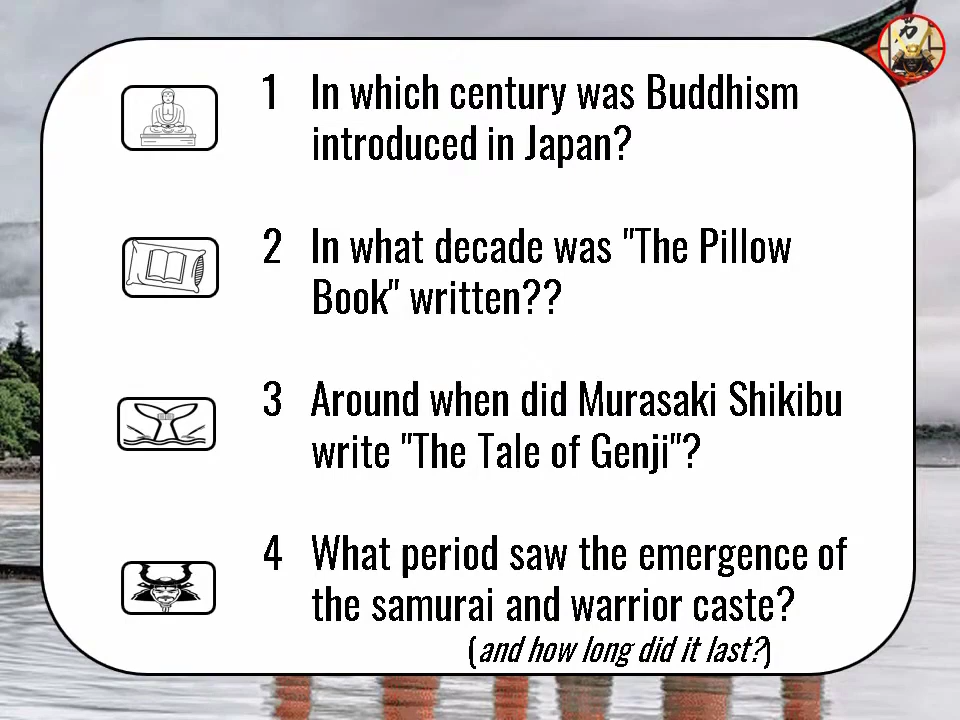 1 In which century was Buddhism
introduced in Japan?
2 In what decade was "The Pillow
Book" written??
3 Around when did Murasaki Shikibu
write "The Tale of Genji"?
4 What period saw the emergence of
the samurai and warrior caste?
(and how long did it last?)